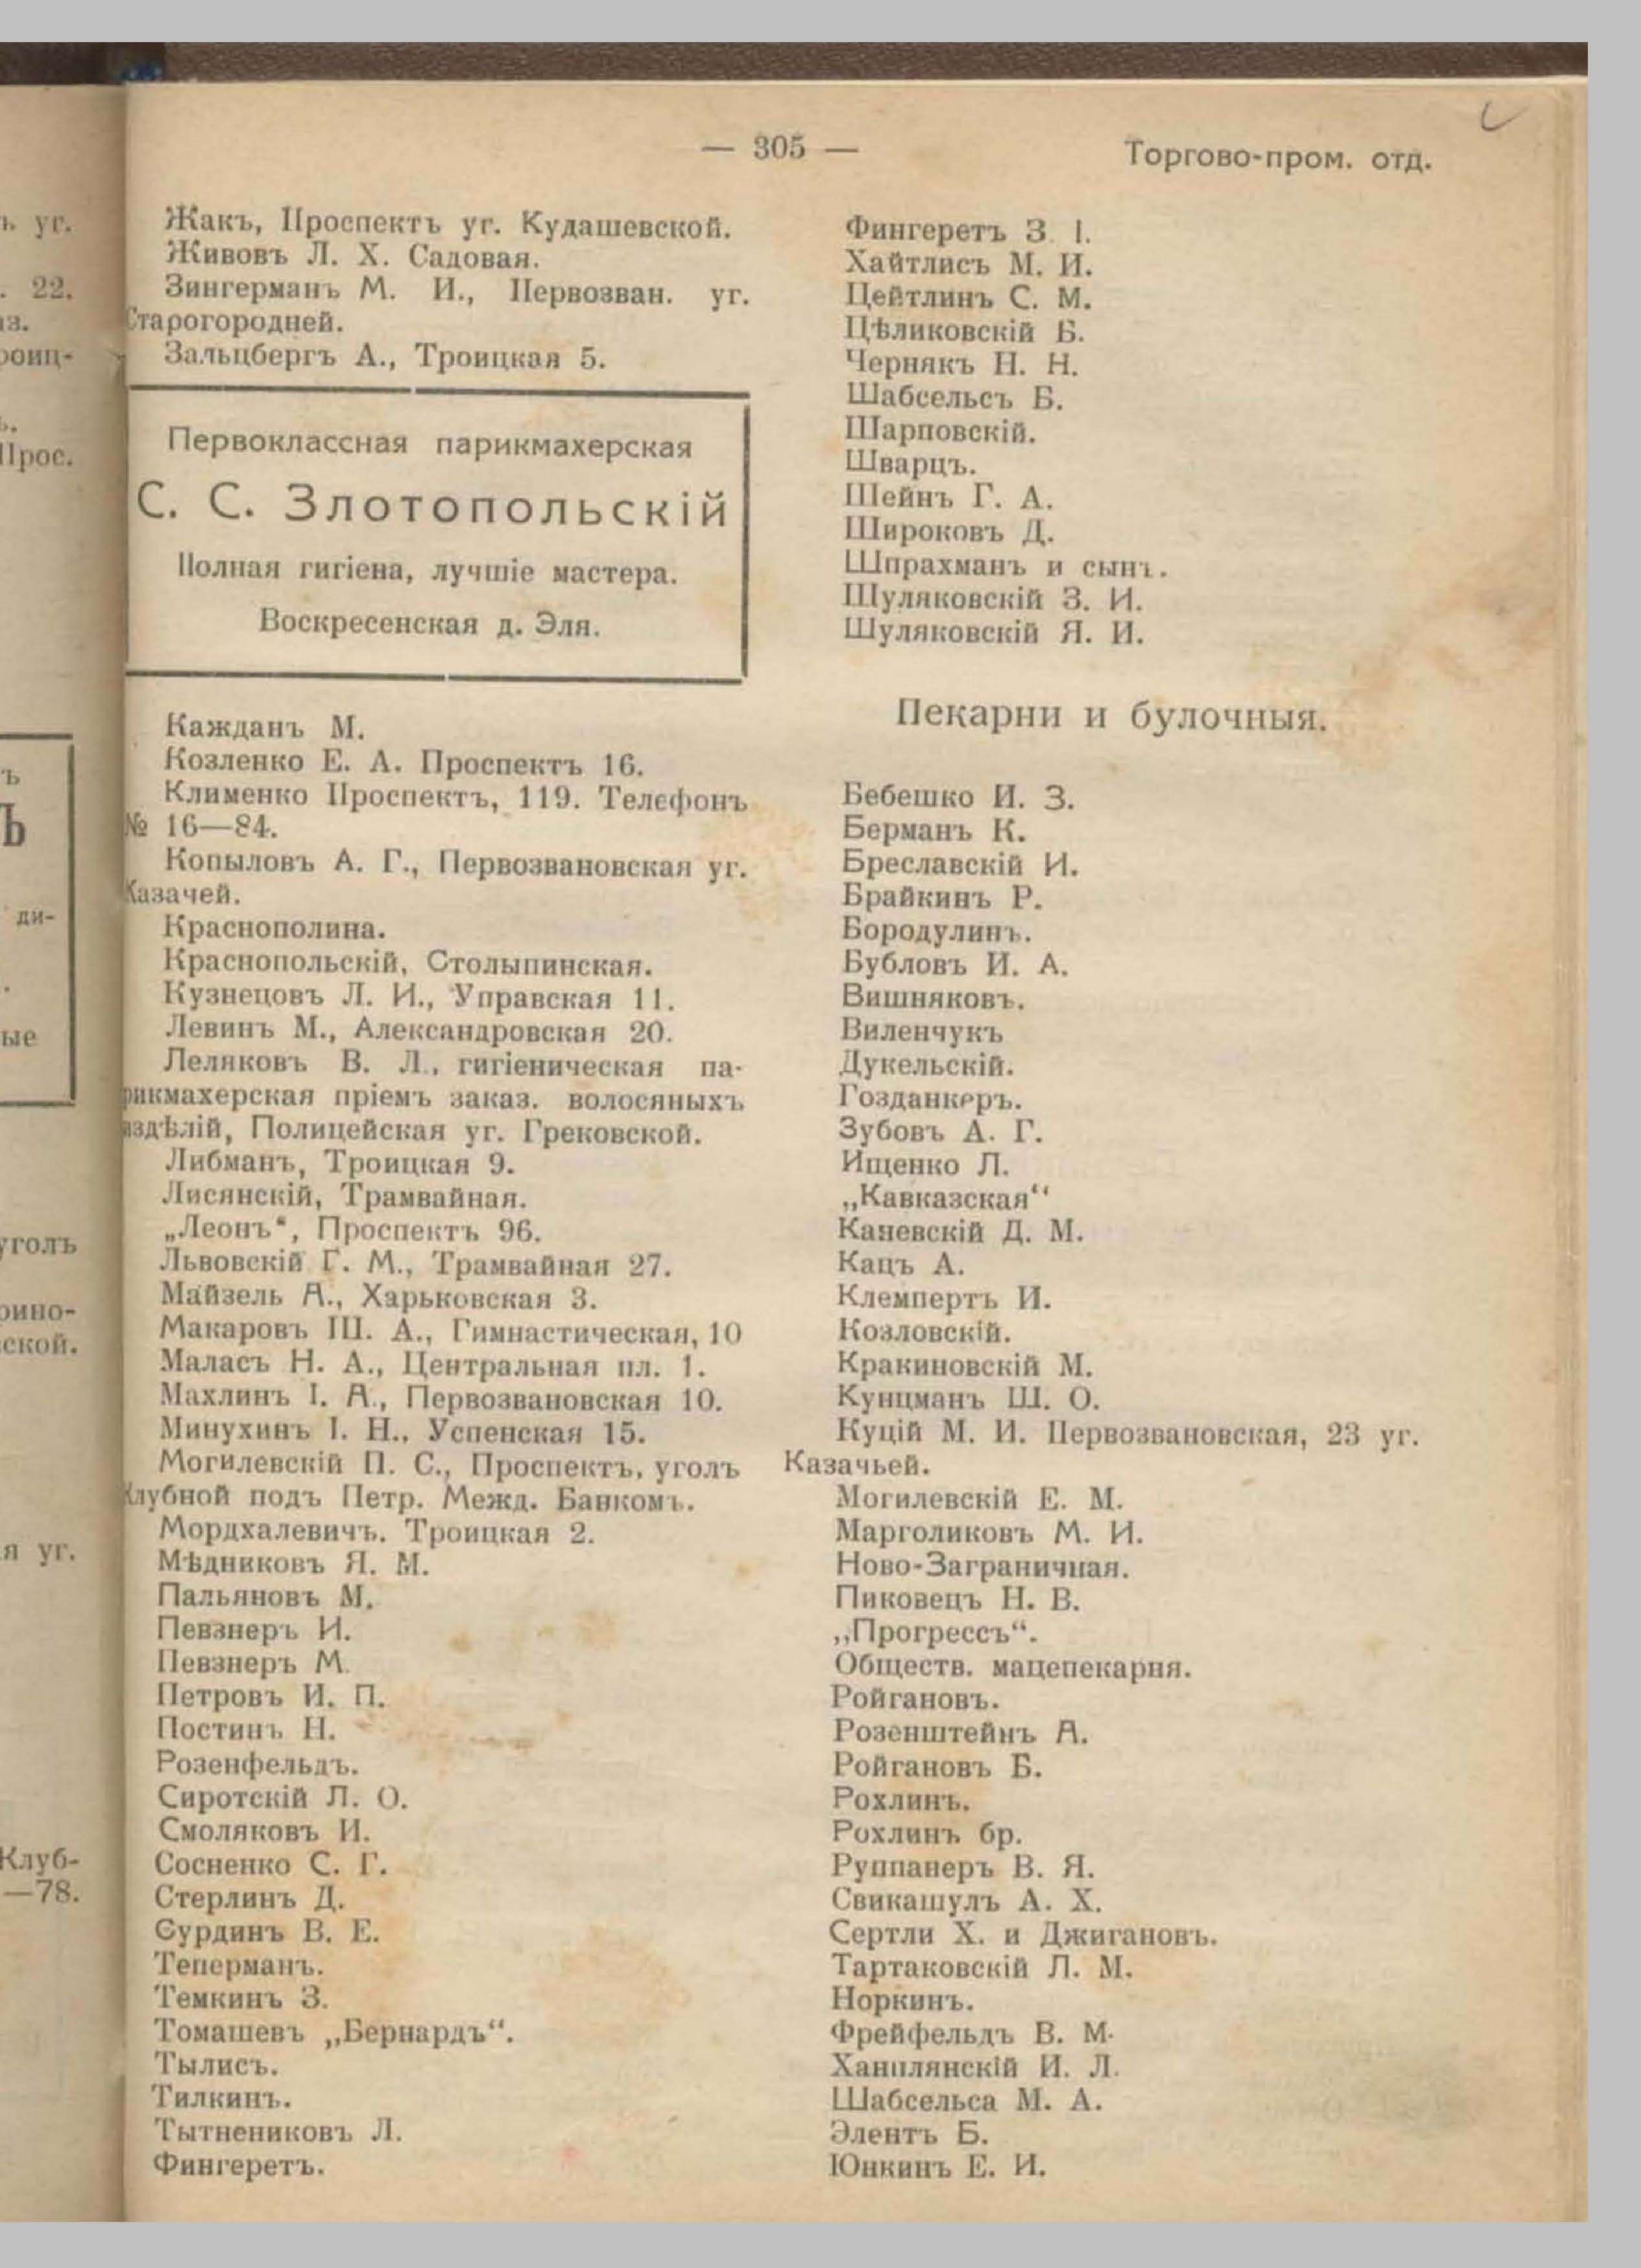 — 305 —
Торгово-пром. отд.
Жакъ, Проспектъ уг. Кудашевской.
Живовъ Л. Х. Садовая.
Зингерманъ М. И., Первозван. уг.
Старогородней.
Зальцбергъ А., Троицкая 5.
Первоклассная парикмахерская
С. С. Злотопольскій
Полная гигіена, лучшіе мастера.
Воскресенская д. Эля.
Кажданъ М.
Козленко Е. А. Проспектъ 16.
Клименко Проспектъ, 119. Телефонъ
№ 16—84.
Копыловъ А. Г., Первозвановская уг.
Казачей.
Краснополина.
Краснопольскій, Столыпинская.
Кузнецовъ Л. И., Управская 11.
Левинъ М., Александровская 20.
Леляковъ В. Л., гигіеническая па-
рикмахерская пріемъ заказ. волосяныхъ
издѣлій, Полицейская уг. Грековской.
Либманъ, Троицкая 9.
Лисянскій, Трамвайная.
„Леонъ“, Проспектъ 96.
Львовскій Г. М., Трамвайная 27.
Майзель А., Харьковская 3.
Макаровъ Ш. А., Гимнастическая, 10
Маласъ Н. А., Центральная пл. 1.
Махлинъ І. А., Первозвановская 10.
Минухинъ І. Н., Успенская 15.
Могилевскій П. С., Проспектъ, уголъ
Клубной подъ Петр. Межд. Банкомъ.
Мордхалевичъ. Троицкая 2.
Мѣдниковъ Я. М.
Пальяновъ М.
Певзнеръ И.
Певзнеръ М.
Петровъ И. П.
Постинъ Н.
Розенфельдъ.
Сиротскій Л. О.
Смоляковъ И.
Сосненко С. Г.
Стерлинъ Д.
Сурдинъ В. Е.
Теперманъ.
Темкинъ З.
Томашевъ „Бернардъ“.
Тылисъ.
Тилкинъ.
Тытнениковъ Л.
Фингеретъ.
Фингеретъ З. І.
Хайтлисъ М. И.
Цейтлинъ С. М.
Цѣликовскій Б.
Чернякъ Н. Н.
Шабсельсъ Б.
Шарповскій.
Шварцъ.
Шейнъ Г. А.
Широковъ Д.
Шпрахманъ и сынъ.
Шуляковскій З. И.
Шуляковскій Я. И.
Пекарни и булочныя.
Бебешко И. З.
Берманъ К.
Бреславскій И.
Брайкинъ Р.
Бородулинъ.
Бубловъ И. А.
Вишняковъ.
Виленчукъ
Дукельскій.
Гозданкеръ.
Зубовъ А. Г.
Ищенко Л.
„Кавказская“
Каневскій Д. М.
Кацъ А.
Клемпертъ И.
Козловскій.
Кракиновскій М.
Кунцманъ Ш. О.
Куцій М. И. Первозвановская, 23 уг.
Казачьей.
Могилевскій Е. М.
Марголиковъ М. И.
Ново-Заграничная.
Пиковецъ Н. В.
„Прогрессъ“.
Обществ. мацепекарня.
Ройгановъ.
Розенштейнъ А.
Ройгановъ Б.
Рохлинъ.
Рохлинъ бр.
Руппанеръ В. Я.
Свикашулъ А. Х.
Сертли Х. и Джигановъ.
Тартаковскій Л. М.
Норкинъ.
Фрейфельдъ В. М.
Ханплянскій И. Л.
Шабсельса М. А.
Элентъ Б.
Юнкинъ Е. И.